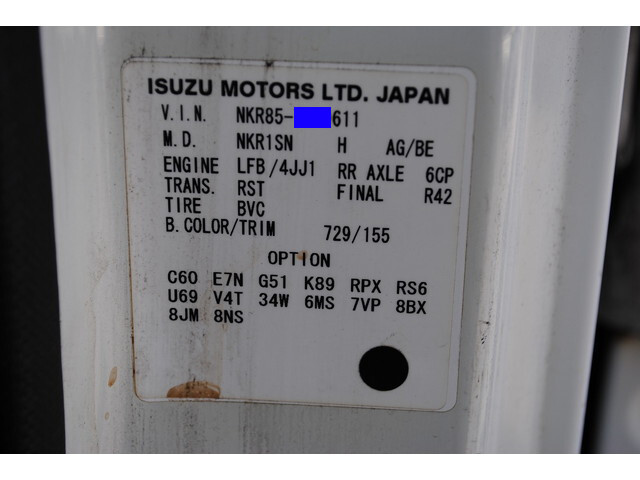 ISUZU MOTORS LTD. JAPAN
V.I.N. NKR85- 611
M.D. NKR1SN H AG/BE
ENGINE LFB/4JJ1 RR AXLE 6CP
TRANS. RST FINAL R42
TIRE BVC
B.COLOR/TRIM 729/155
OPTION
C60 E7N G51 K89 RPX RS6
U69 V4T 34W 6MS 7VP 8BX
8JM 8NS